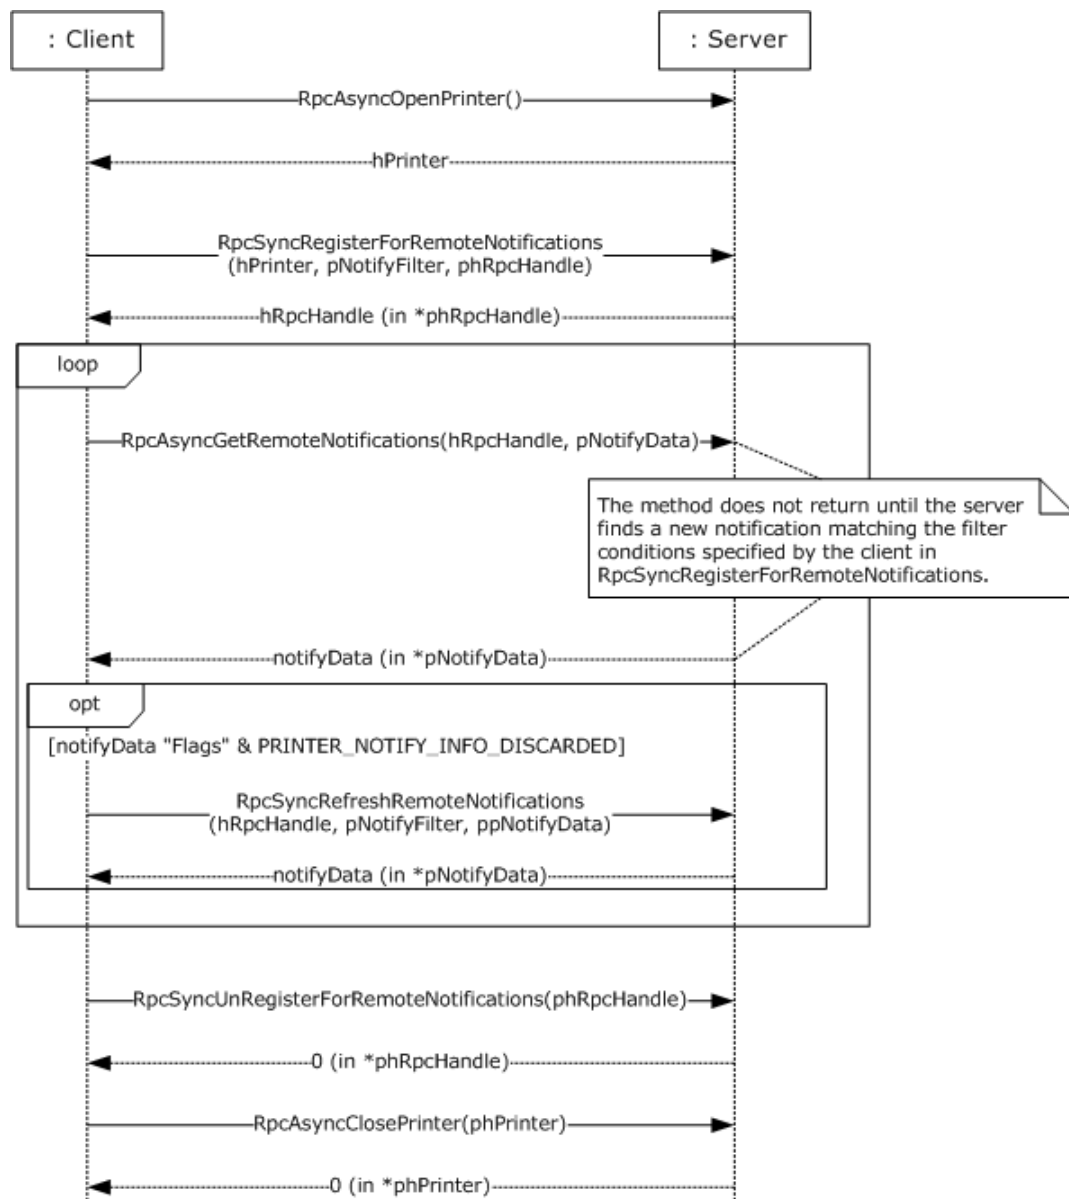 : Client
: Server
RpcAsyncOpenPrinter()
hPrinter
RpcSyncRegisterForRemoteNotifications
(hPrinter, pNotifyFilter, phRpcHandle)
hRpcHandle (in *phRpcHandle)
loop
RpcAsyncGetRemoteNotifications(hRpcHandle, pNotifyData)
The method does not return until the server
finds a new notification matching the filter
conditions specified by the client in
RpcSyncRegisterForRemoteNotifications.
notifyData (in *pNotifyData)
opt
[notifyData "Flags" & PRINTER_NOTIFY_INFO_DISCARDED]
RpcSyncRefreshRemoteNotifications
(hRpcHandle, pNotifyFilter, ppNotifyData)
notifyData (in *pNotifyData)
RpcSyncUnRegisterForRemoteNotifications(phRpcHandle)
0 (in *phRpcHandle)
RpcAsyncClosePrinter(phPrinter)
0 (in *phPrinter)